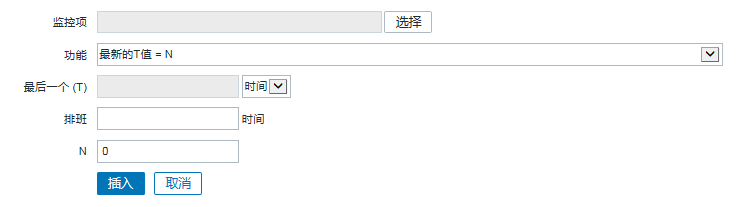 监控项 选择
功能 最新的T值 = N
最后一个 (T) 时间
排班 时间
N 0
插入 取消